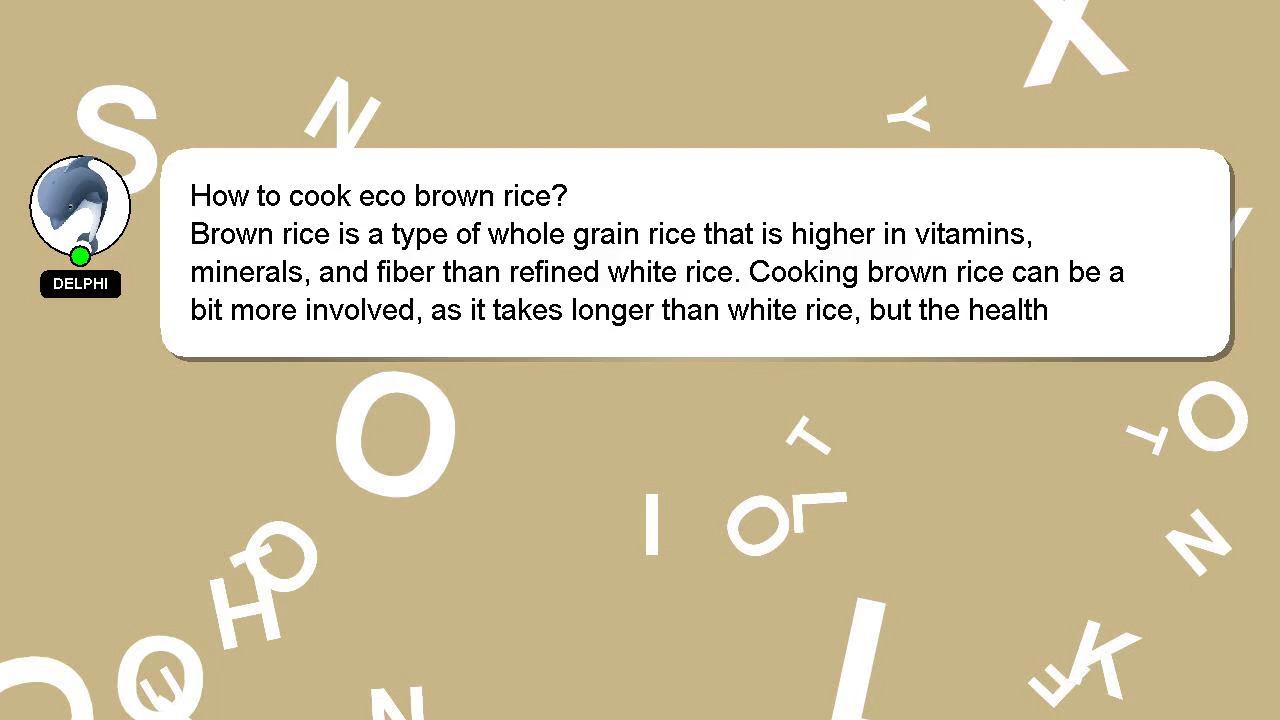 How to cook eco brown rice?
Brown rice is a type of whole grain rice that is higher in vitamins,
minerals, and fiber than refined white rice. Cooking brown rice can be a
bit more involved, as it takes longer than white rice, but the health
DELPHI
S
N
Y
X
Y
O
T
T
O
I
O
L
N
O
T
H
O
U
N
I
K
E